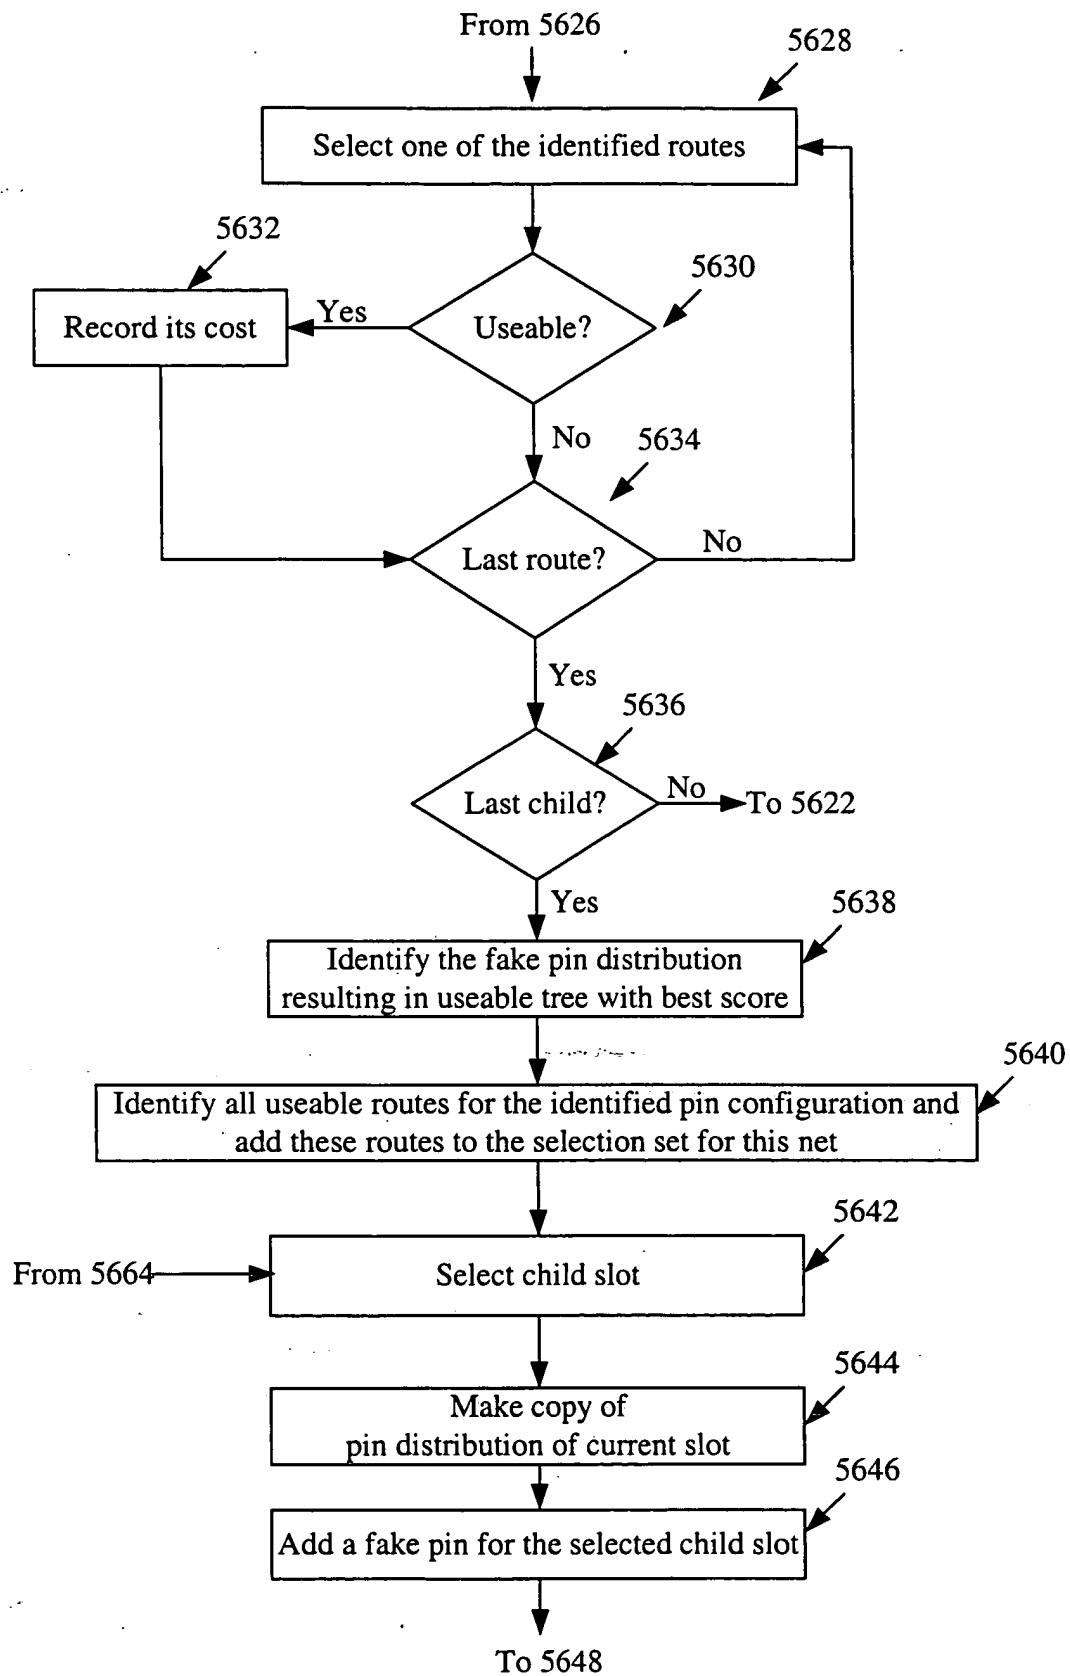 From 5626
5628
Select one of the identified routes
5632
5630
Record its cost
Yes
Useable?
No
5634
Last route?
No
Yes
5636
Last child?
No
To 5622
Yes
5638
Identify the fake pin distribution
resulting in useable tree with best score
5640
Identify all useable routes for the identified pin configuration and
add these routes to the selection set for this net
5642
From 5664
Select child slot
5644
Make copy of
pin distribution of current slot
5646
Add a fake pin for the selected child slot
To 5648